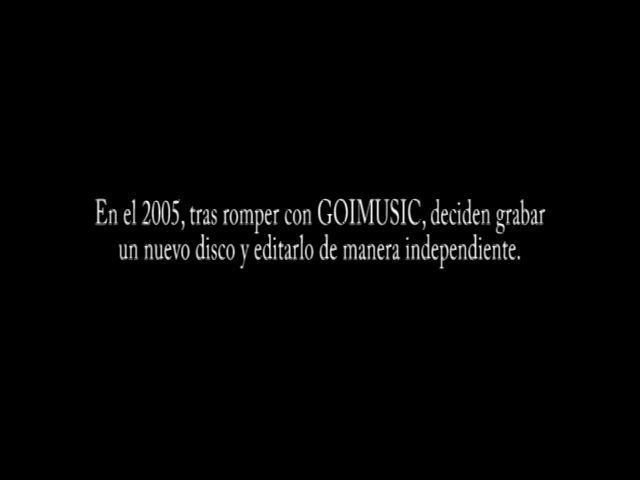 En el 2005, tras romper con GOIMUSIC, deciden grabar
un nuevo disco y editarlo de manera independiente.